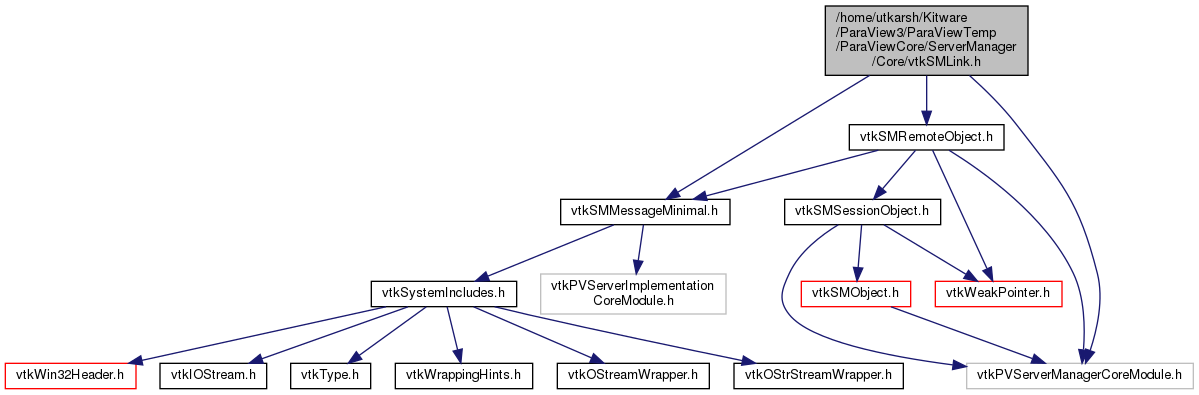 /home/utkarsh/Kitware
/ParaView3/ParaViewTemp
/ParaViewCore/ServerManager
/Core/vtkSMLink.h
vtkSMRemoteObject.h
vtkSMMessageMinimal.h
vtkSMSessionObject.h
vtkSystemIncludes.h
vtkPVServerImplementation
CoreModule.h
vtkSMObject.h
vtkWeakPointer.h
vtkWin32Header.h
vtkIOStream.h
vtkType.h
vtkWrappingHints.h
vtkOStreamWrapper.h
vtkOStrStreamWrapper.h
vtkPVServerManagerCoreModule.h